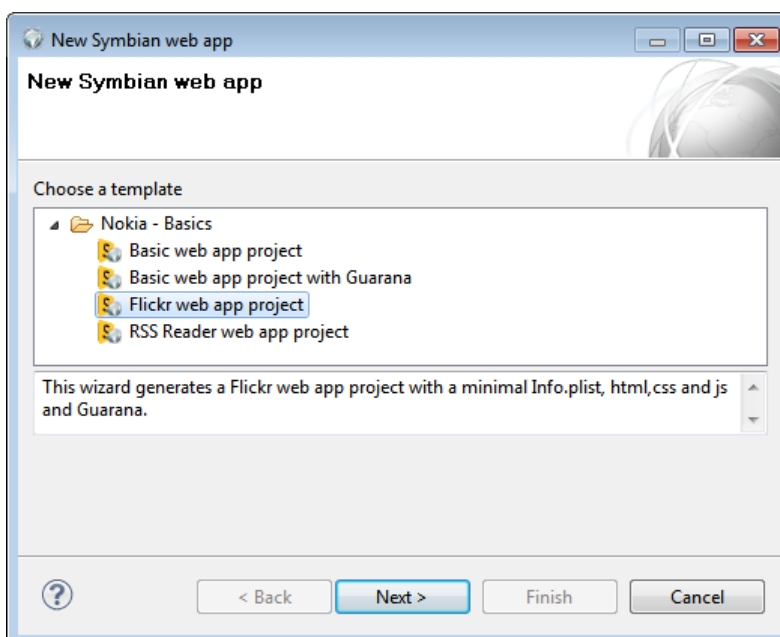 New Symbian web app
New Symbian web app
Choose a template
Nokia - Basics
Basic web app project
Basic web app project with Guarana
Flickr web app project
RSS Reader web app project
This wizard generates a Flickr web app project with a minimal Info.plist, html,css and js
and Guarana.
? < Back Next > Finish Cancel